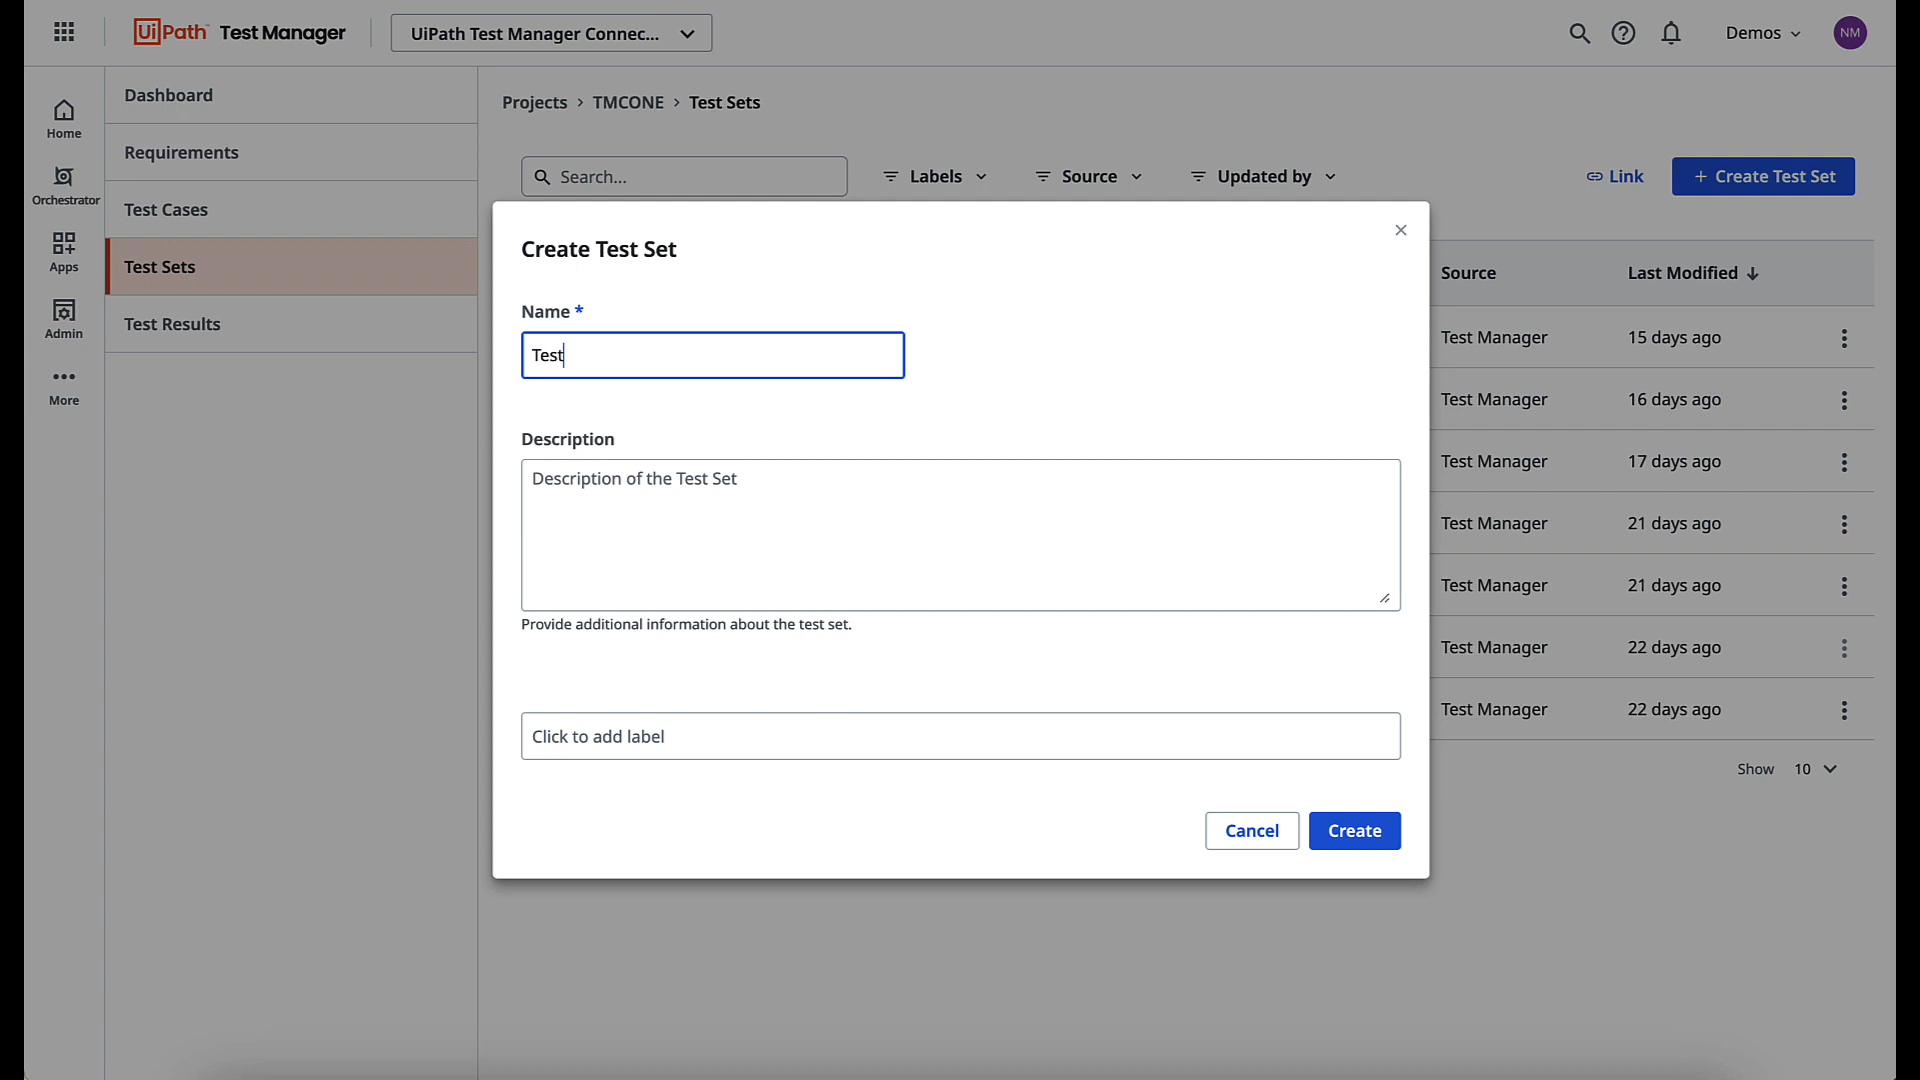 UiPath Test Manager
UiPath Test Manager Connec...
Demos
NM
Home
Orchestrator
Apps
Admin
More
Dashboard
Requirements
Test Cases
Test Sets
Test Results
Projects > TMCONE > Test Sets
Search...
Labels
Source
Updated by
Link
+ Create Test Set
Create Test Set
Name *
Test
Description
Description of the Test Set
Provide additional information about the test set.
Click to add label
Cancel
Create
Source Last Modified
Test Manager 15 days ago
Test Manager 16 days ago
Test Manager 17 days ago
Test Manager 21 days ago
Test Manager 21 days ago
Test Manager 22 days ago
Test Manager 22 days ago
Show 10